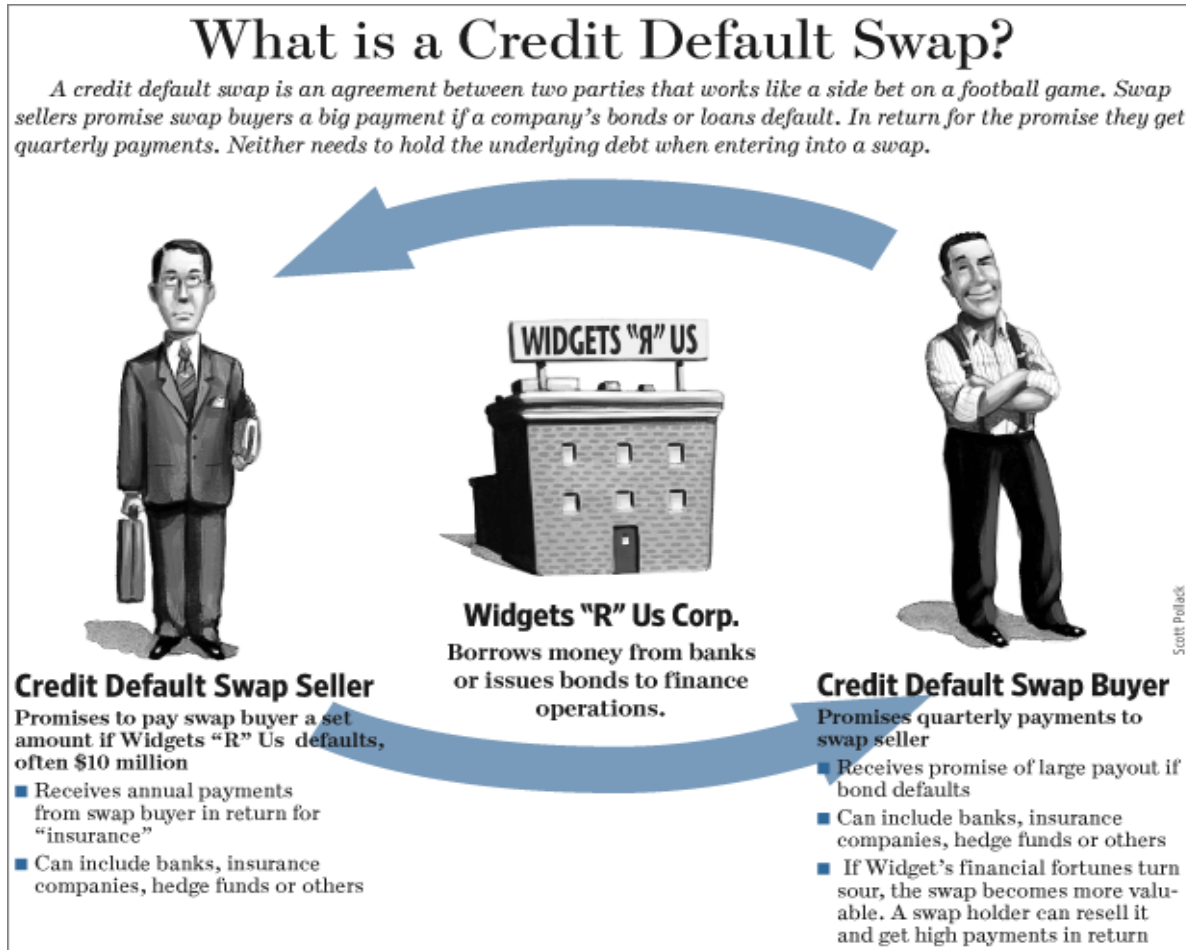 What is a Credit Default Swap?
A credit default swap is an agreement between two parties that works like a side bet on a football game. Swap
sellers promise swap buyers a big payment if a company's bonds or loans default. In return for the promise they get
quarterly payments. Neither needs to hold the underlying debt when entering into a swap.
WIDGETS "Я" US
Widgets "R" Us Corp.
Borrows money from banks
or issues bonds to finance
operations.
Scott Pollack
Credit Default Swap Seller
Promises to pay swap buyer a set
amount if Widgets "R" Us defaults,
often $10 million
■ Receives annual payments
from swap buyer in return for
"insurance"
■ Can include banks, insurance
companies, hedge funds or others
Credit Default Swap Buyer
Promises quarterly payments to
swap seller
■ Receives promise of large payout if
bond defaults
■ Can include banks, insurance
companies, hedge funds or others
■ If Widget's financial fortunes turn
sour, the swap becomes more valu-
able. A swap holder can resell it
and get high payments in return